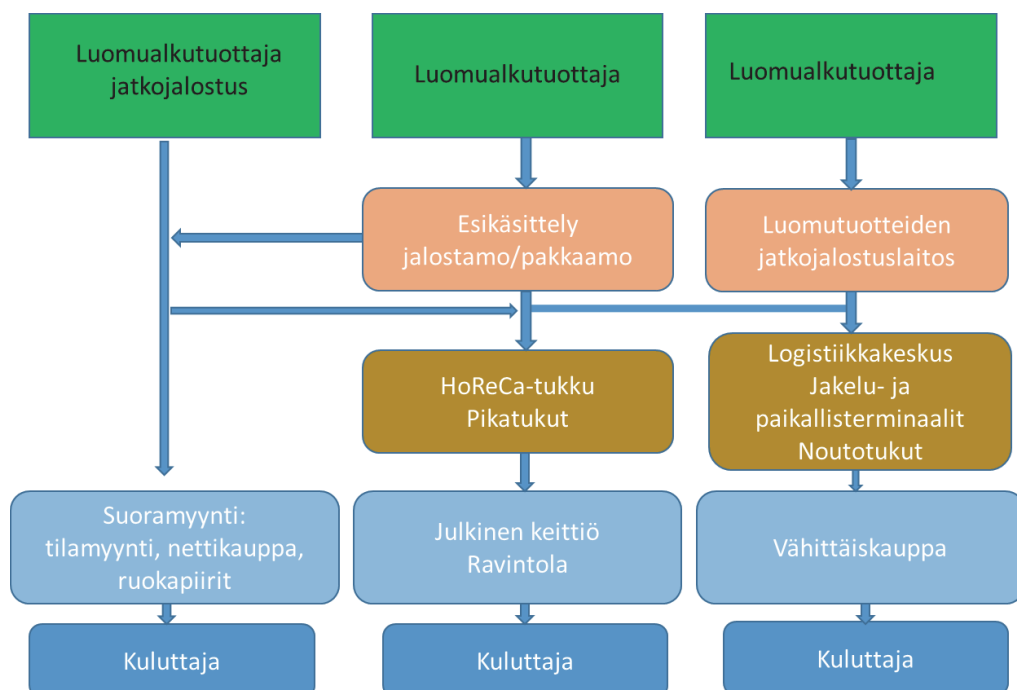 Luomualkutuottaja
jatkojalostus
Luomualkutuottaja
Luomualkutuottaja
Esikäsittely
jalostamo/pakkaamo
Luomutuotteiden
jatkojalostuslaitos
HoReCa-tukku
Pikatukut
Logistiikkakeskus
Jakelu- ja
paikallisterminaalit
Noutotukut
Suoramyynti:
tilamyynti, nettikauppa,
ruokapiirit
Julkinen keittiö
Ravintola
Vähittäiskauppa
Kuluttaja
Kuluttaja
Kuluttaja